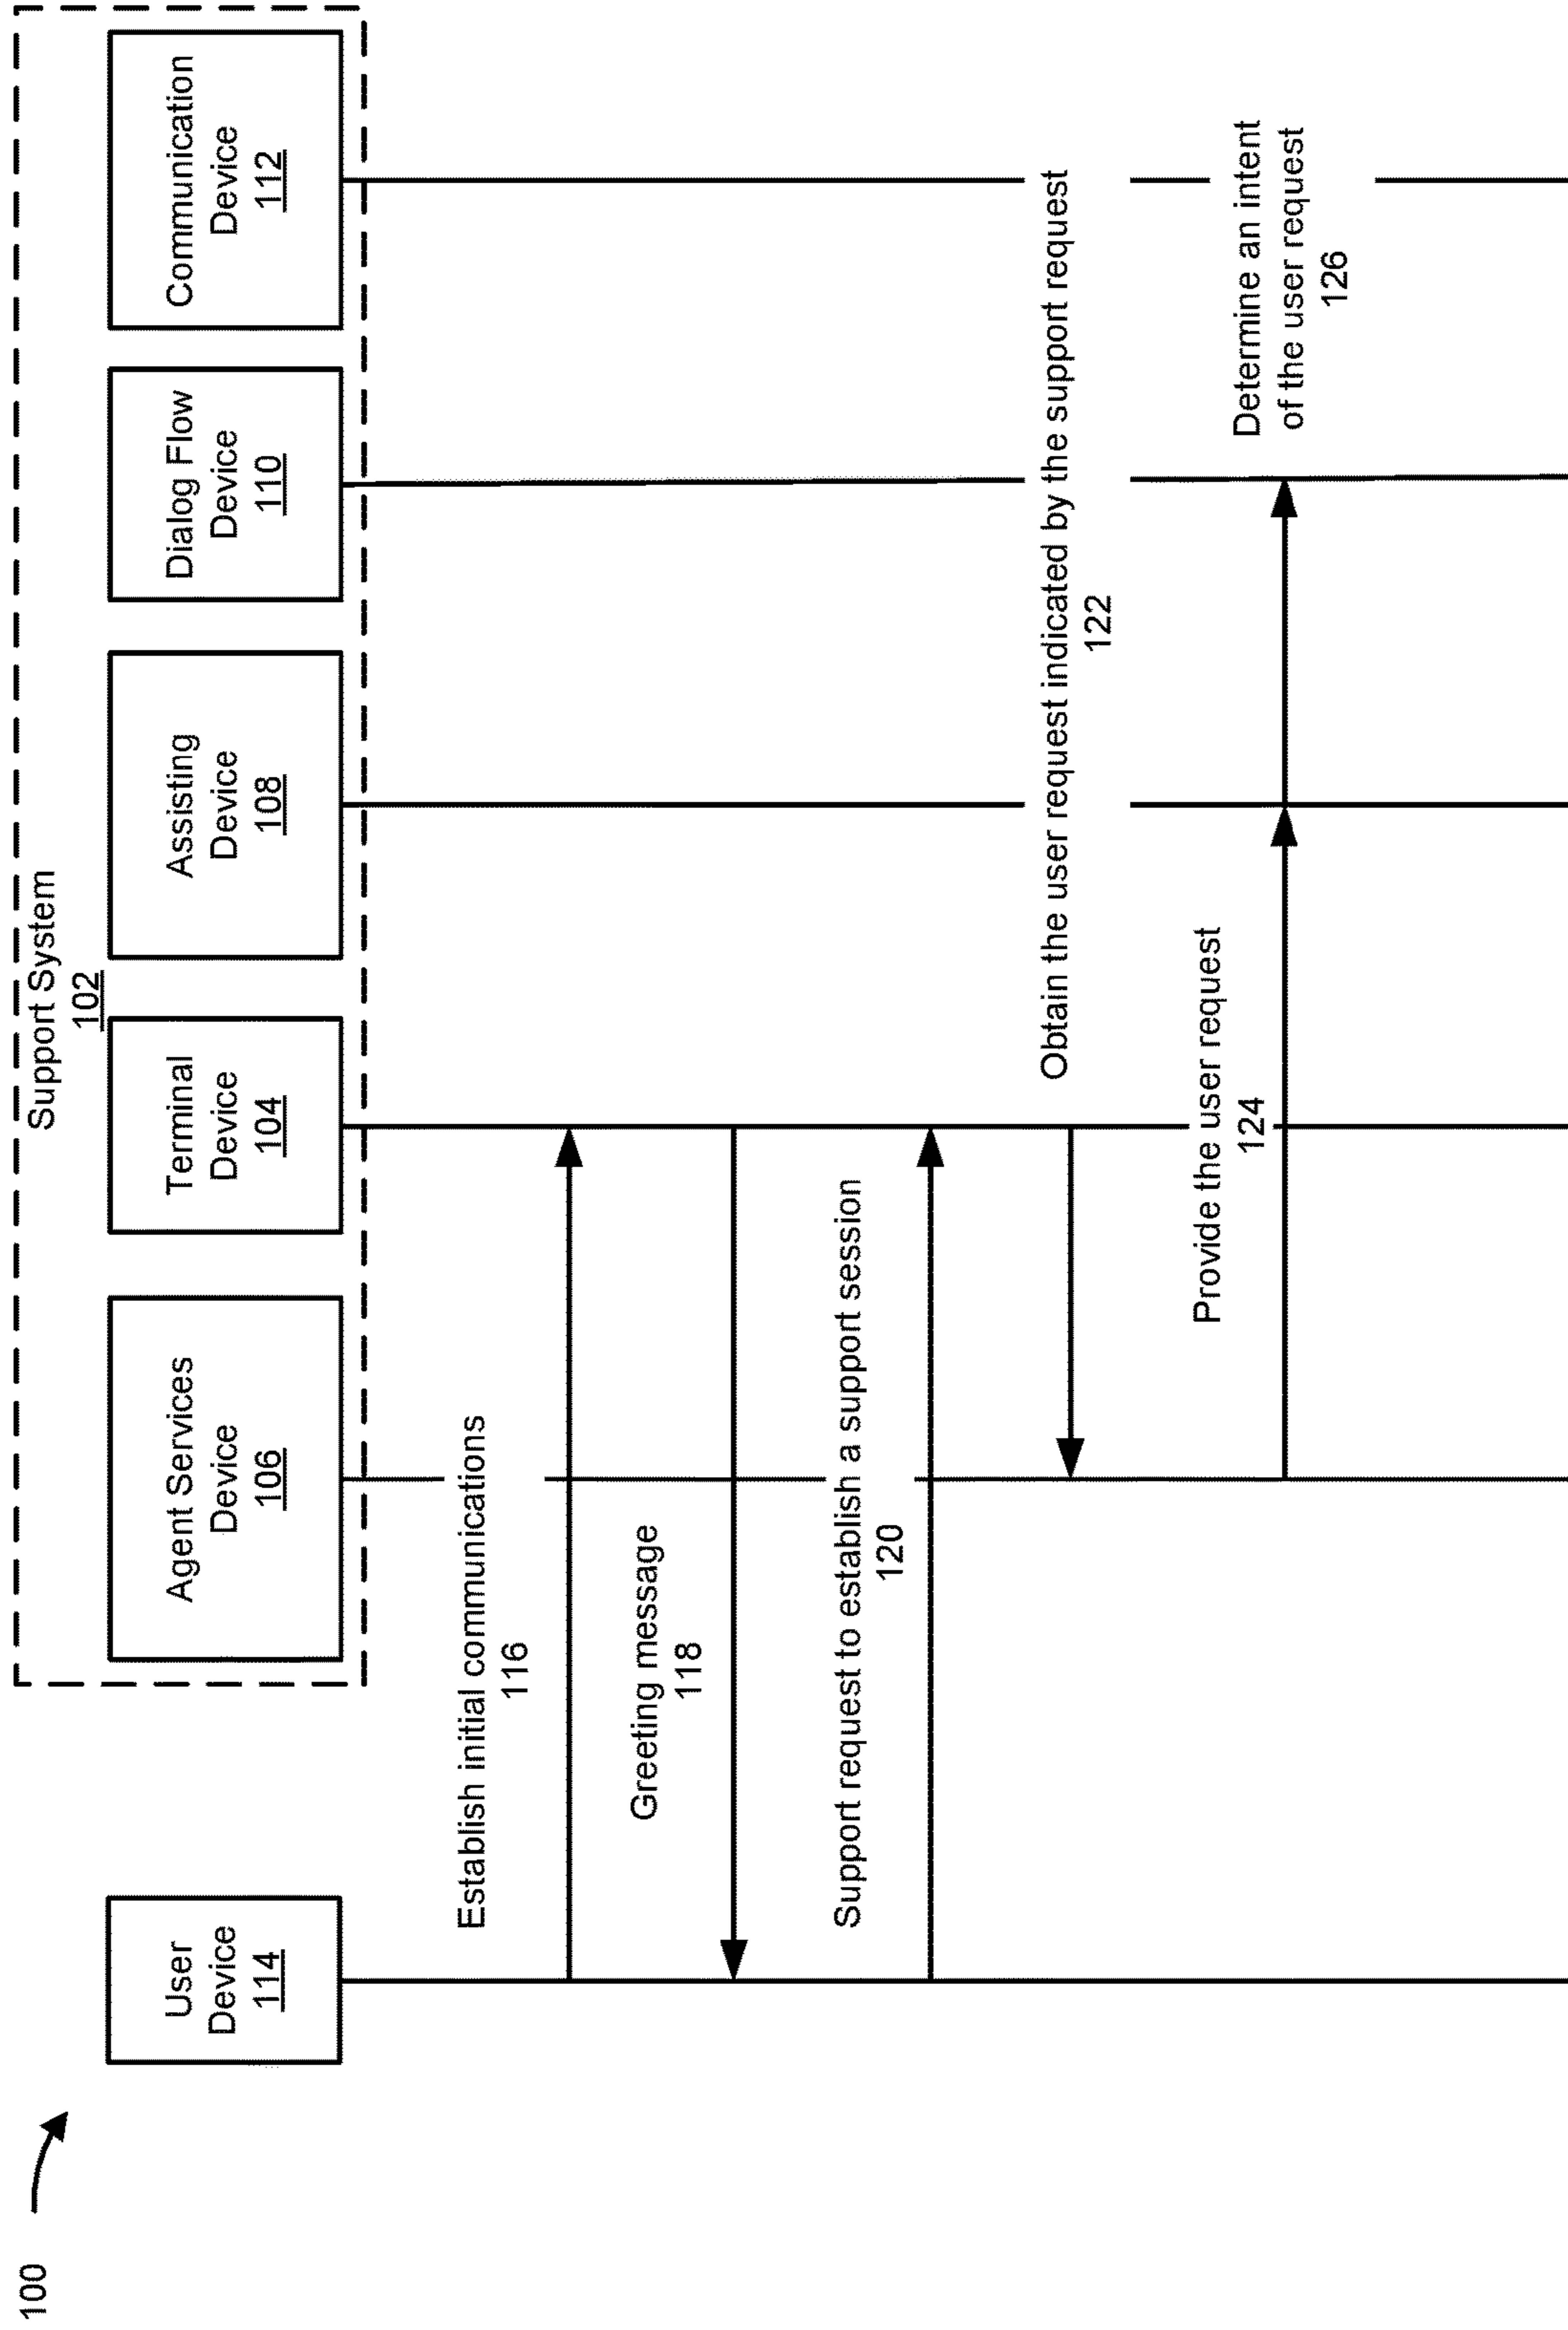 100
Support System
102
User
Device
114
Agent Services
Device
106
Terminal
Device
104
Assisting
Device
108
Dialog Flow
Device
110
Communication
Device
112
Establish initial communications
116
Greeting message
118
Support request to establish a support session
120
Obtain the user request indicated by the support request
122
Provide the user request
124
Determine an intent
of the user request
126